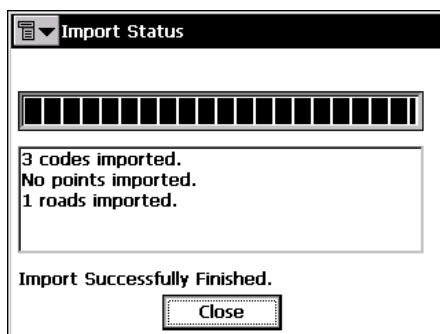 Import Status
3 codes imported.
No points imported.
1 roads imported.
Import Successfully Finished.
Close